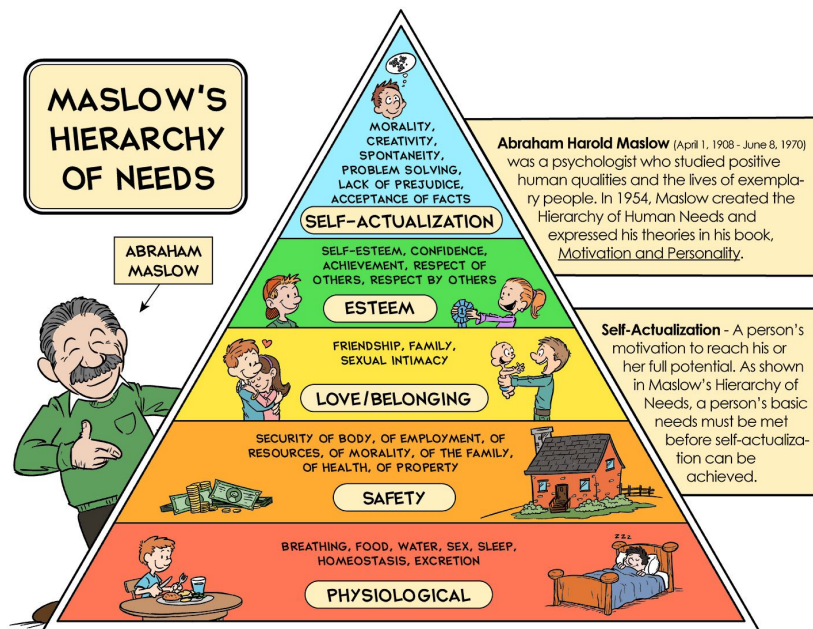 MASLOW'S
HIERARCHY
OF NEEDS
ABRAHAM
MASLOW
MORALITY,
CREATIVITY,
SPONTANEITY,
PROBLEM SOLVING,
LACK OF PREJUDICE,
ACCEPTANCE OF FACTS
SELF-ACTUALIZATION
SELF-ESTEEM, CONFIDENCE,
ACHIEVEMENT, RESPECT OF
OTHERS, RESPECT BY OTHERS
ESTEEM
FRIENDSHIP, FAMILY,
SEXUAL INTIMACY
LOVE/BELONGING
SECURITY OF BODY, OF EMPLOYMENT, OF
RESOURCES, OF MORALITY, OF THE FAMILY,
OF HEALTH, OF PROPERTY
SAFETY
BREATHING, FOOD, WATER, SEX, SLEEP,
HOMEOSTASIS, EXCRETION
PHYSIOLOGICAL
zzz
Abraham Harold Maslow (April 1, 1908 - June 8, 1970)
was a psychologist who studied positive
human qualities and the lives of exempla-
ry people. In 1954, Maslow created the
Hierarchy of Human Needs and
expressed his theories in his book,
Motivation and Personality.
Self-Actualization - A person's
motivation to reach his or
her full potential. As shown
in Maslow's Hierarchy of
Needs, a person's basic
needs must be met
before self-actualiza-
tion can be
achieved.